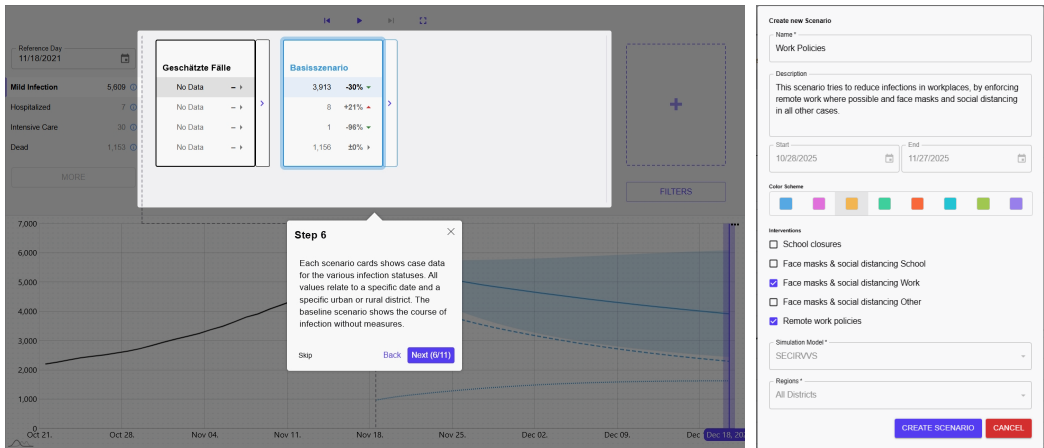 Reference Day
11/18/2021
Mild Infection 5,609
Hospitalized 7
Intensive Care 30
Dead 1,153
MORE
Geschätzte Fälle
No Data –
No Data –
No Data –
No Data –
Basisszenario
3,913 -30%
8 +21%
1 -96%
1,156 ±0%
+
FILTERS
Step 6
Each scenario cards shows case data
for the various infection statuses. All
values relate to a specific date and a
specific urban or rural district. The
baseline scenario shows the course of
infection without measures.
Skip Back Next (6/11)
7,000
6,000
5,000
4,000
3,000
2,000
1,000
0
Oct 21. Oct 28. Nov 04. Nov 11. Nov 18. Nov 25. Dec 02. Dec 09. Dec Dec 18, 202
Create new Scenario
Name *
Work Policies
Description
This scenario tries to reduce infections in workplaces, by enforcing
remote work where possible and face masks and social distancing
in all other cases.
Start End
10/28/2025 11/27/2025
Color Scheme
Interventions
School closures
Face masks & social distancing School
Face masks & social distancing Work
Face masks & social distancing Other
Remote work policies
Simulation Model *
SECIRVVS
Regions *
All Districts
CREATE SCENARIO CANCEL